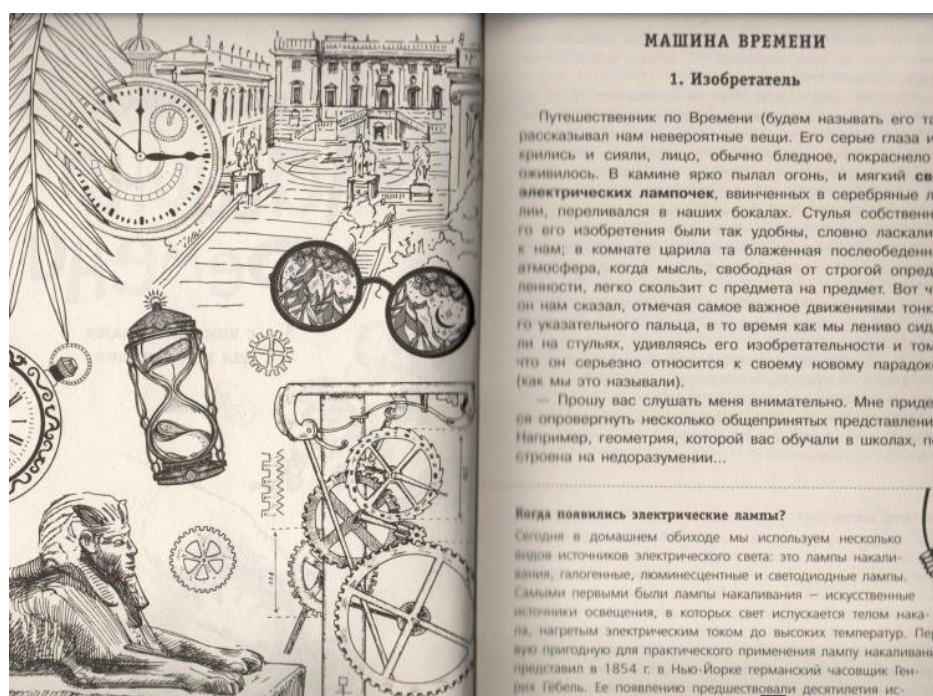 МАШИНА ВРЕМЕНИ
1. Изобретатель
Путешественник по Времени (будем называть его та
рассказывал нам невероятные вещи. Его серые глаза и
крились и сияли, лицо, обычно бледное, покраснело
оживилось. В камине ярко пылал огонь, и мягкий св
электрических лампочек, ввинченных в серебряные л
лии, переливался в наших бокалах. Стулья собственн
го его изобретения были так удобны, словно ласкали
к нам; в комнате царила та блаженная послеобеденн
атмосфера, когда мысль, свободная от строгой опред
ленности, легко скользит с предмета на предмет. Вот ч
он нам сказал, отмечая самое важное движениями тонк
го указательного пальца, в то время как мы лениво сид
ли на стульях, удивляясь его изобретательности и том
что он серьезно относится к своему новому парадок
(как мы это называли).
— Прошу вас слушать меня внимательно. Мне приде
ся опровергнуть несколько общепринятых представлени
Например, геометрия, которой вас обучали в школах, п
строена на недоразумении...
Когда появились электрические лампы?
Сегодня в домашнем обиходе мы используем несколько
видов источников электрического света: это лампы накали-
вания, галогенные, люминесцентные и светодиодные лампы.
Самыми первыми были лампы накаливания — искусственные
источники освещения, в которых свет испускается телом нака-
ла, нагретым электрическим током до высоких температур. Пер
вую пригодную для практического применения лампу накаливани
представил в 1854 г. в Нью-Йорке германский часовщик Ген-
рих Гёбель. Ее появлению предшествовали десятилетия ис-